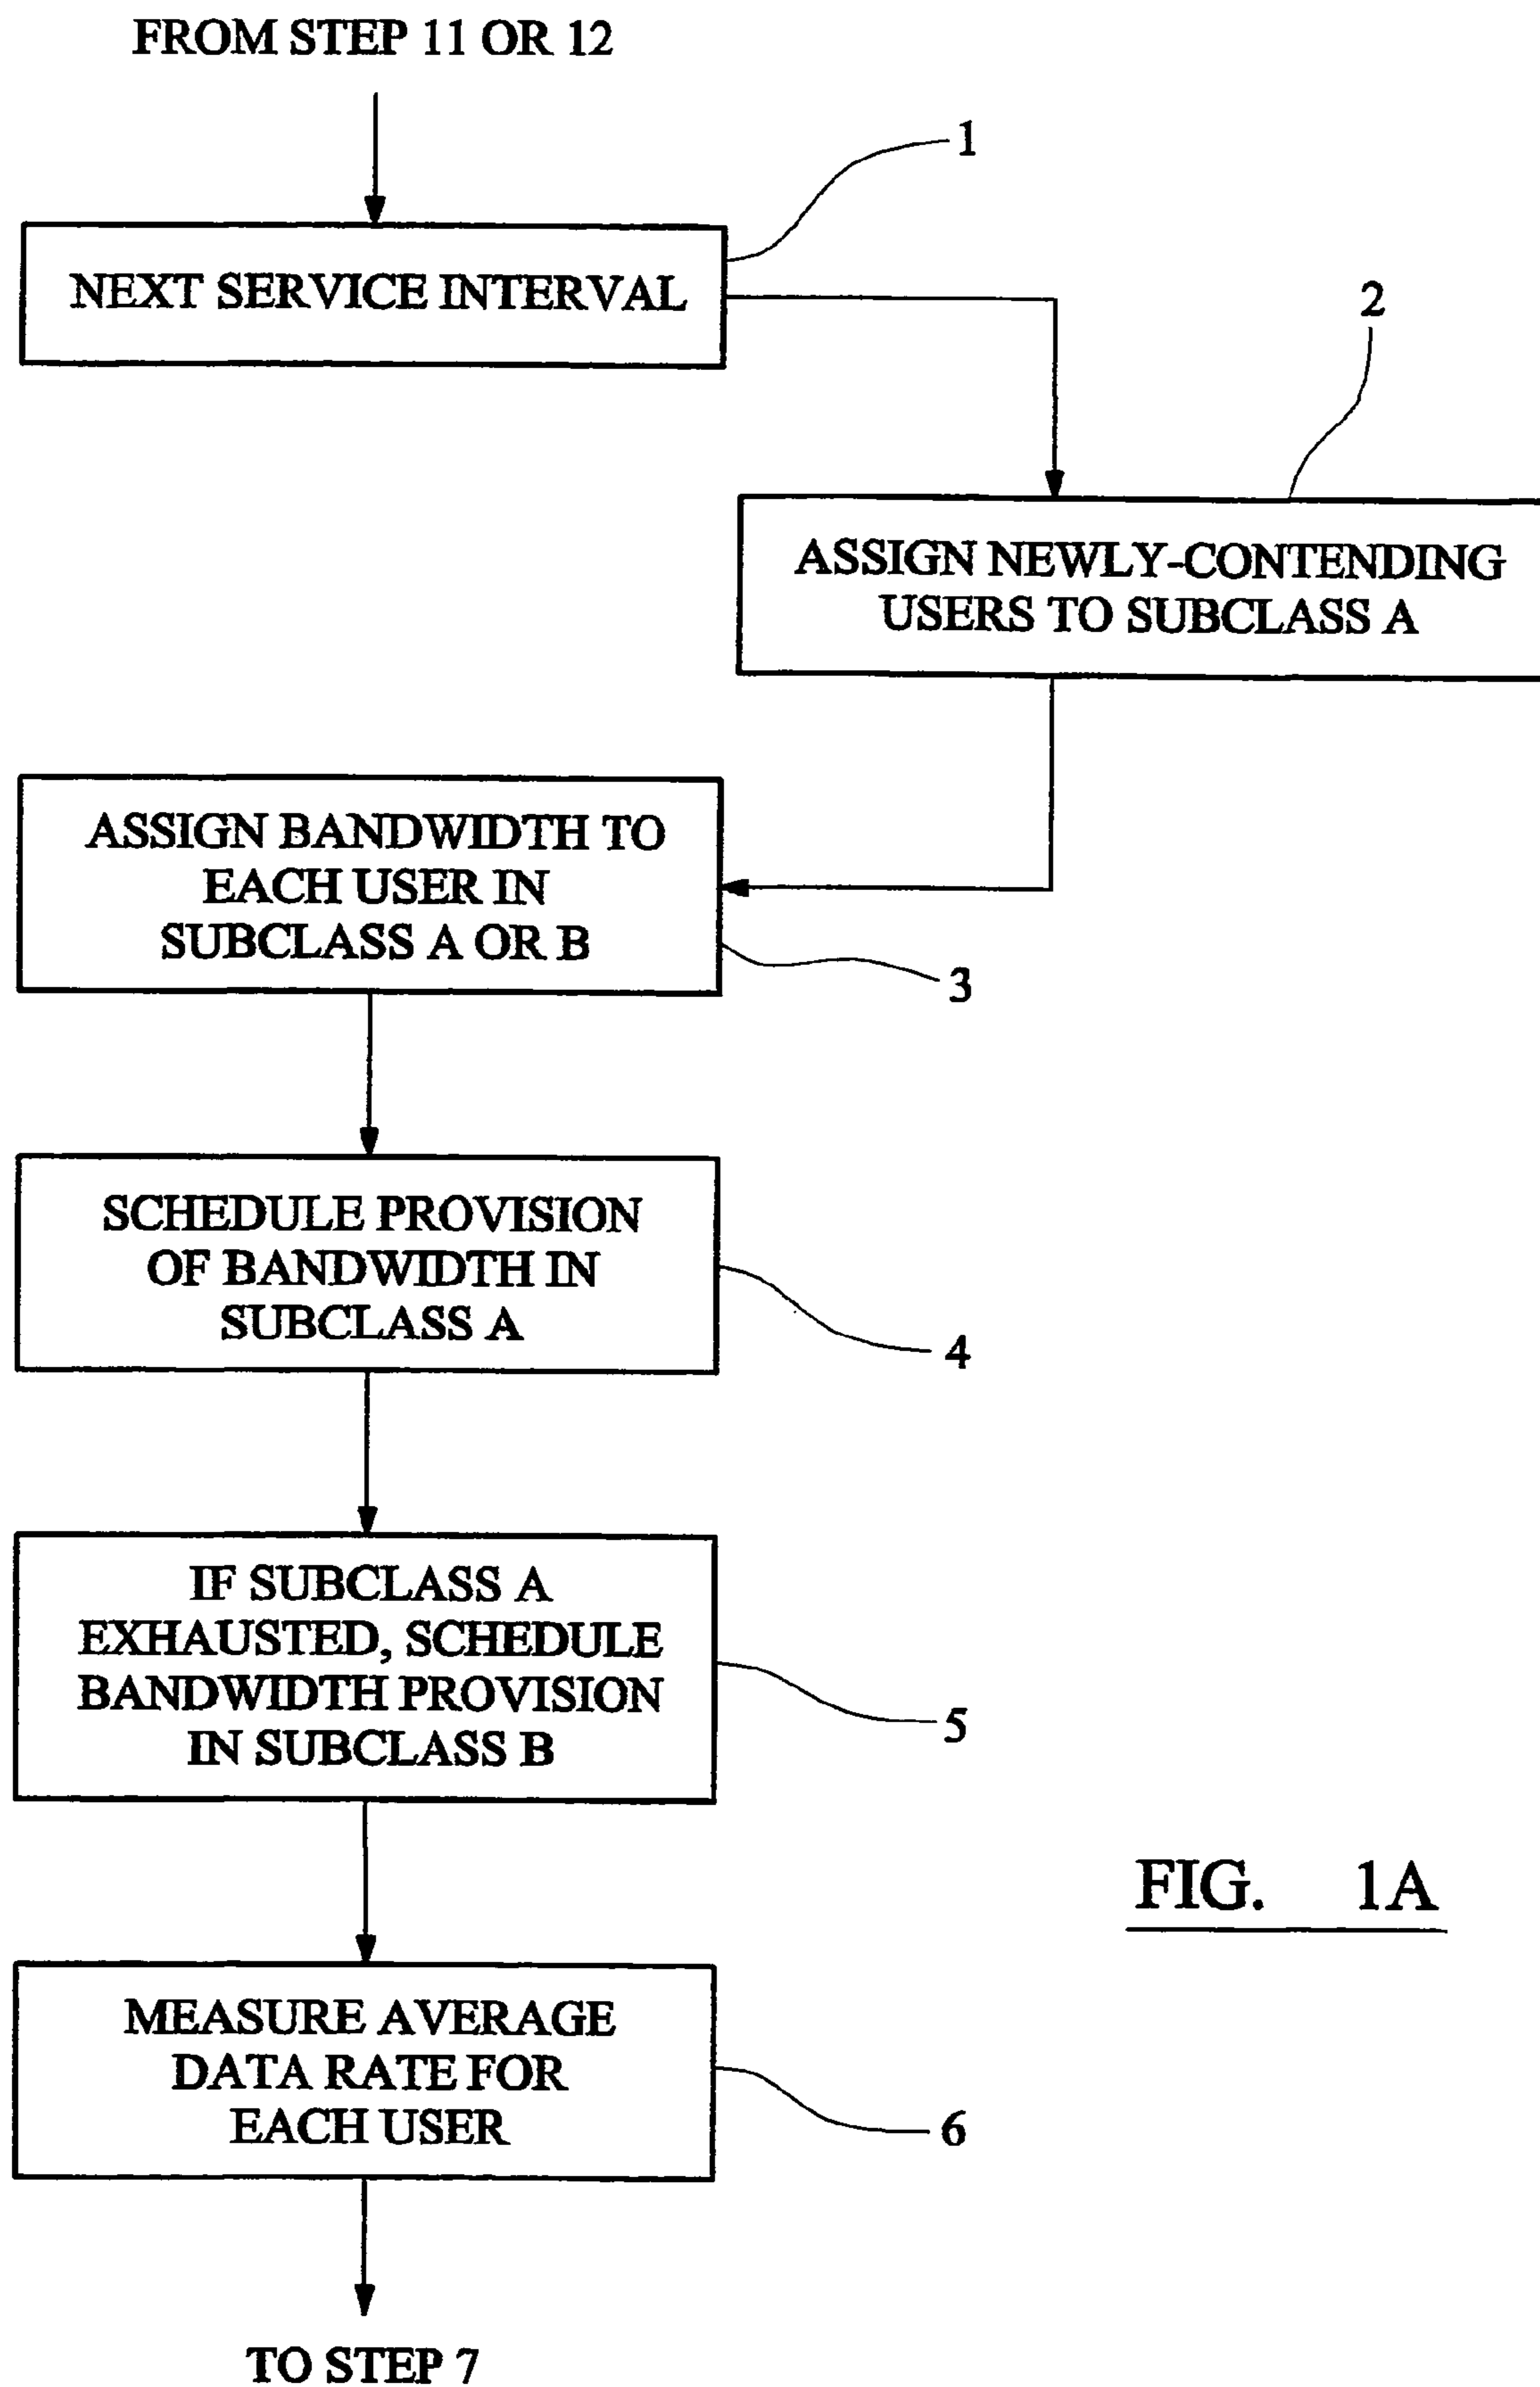 FROM STEP 11 OR 12
1
NEXT SERVICE INTERVAL
2
ASSIGN NEWLY-CONTENDING
USERS TO SUBCLASS A
ASSIGN BANDWIDTH TO
EACH USER IN
SUBCLASS A OR B
3
SCHEDULE PROVISION
OF BANDWIDTH IN
SUBCLASS A
4
IF SUBCLASS A
EXHAUSTED, SCHEDULE
BANDWIDTH PROVISION
IN SUBCLASS B
5
FIG. 1A
MEASURE AVERAGE
DATA RATE FOR
EACH USER
6
TO STEP 7